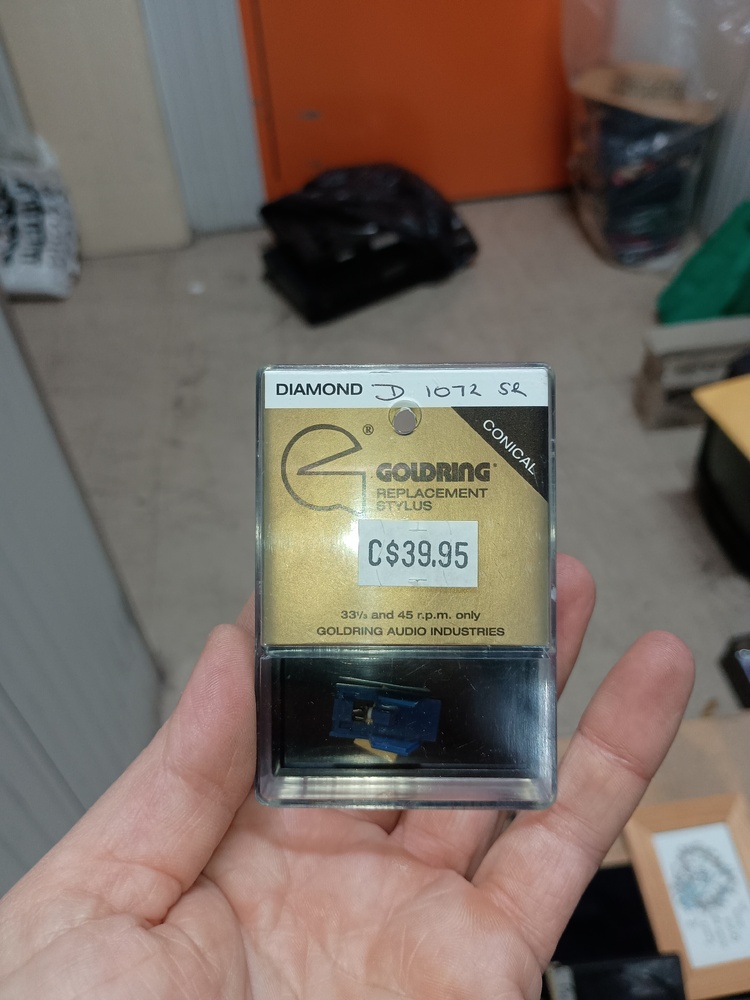 DIAMOND D 1072 SR
CONICAL
®
GOLDRING®
REPLACEMENT
STYLUS
C$39.95
33⅓ and 45 r.p.m. only
GOLDRING AUDIO INDUSTRIES